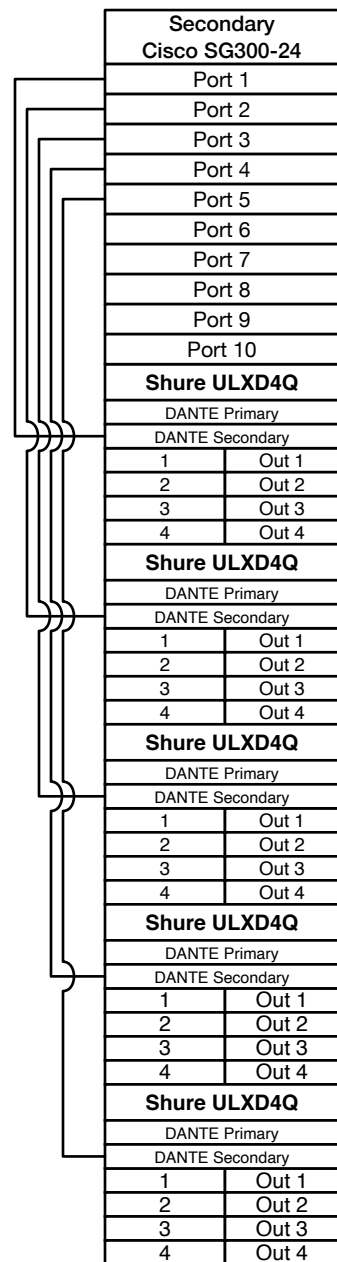 Secondary
Cisco SG300-24
Port 1
Port 2
Port 3
Port 4
Port 5
Port 6
Port 7
Port 8
Port 9
Port 10
Shure ULXD4Q
DANTE Primary
DANTE Secondary
1 Out 1
2 Out 2
3 Out 3
4 Out 4
Shure ULXD4Q
DANTE Primary
DANTE Secondary
1 Out 1
2 Out 2
3 Out 3
4 Out 4
Shure ULXD4Q
DANTE Primary
DANTE Secondary
1 Out 1
2 Out 2
3 Out 3
4 Out 4
Shure ULXD4Q
DANTE Primary
DANTE Secondary
1 Out 1
2 Out 2
3 Out 3
4 Out 4
Shure ULXD4Q
DANTE Primary
DANTE Secondary
1 Out 1
2 Out 2
3 Out 3
4 Out 4